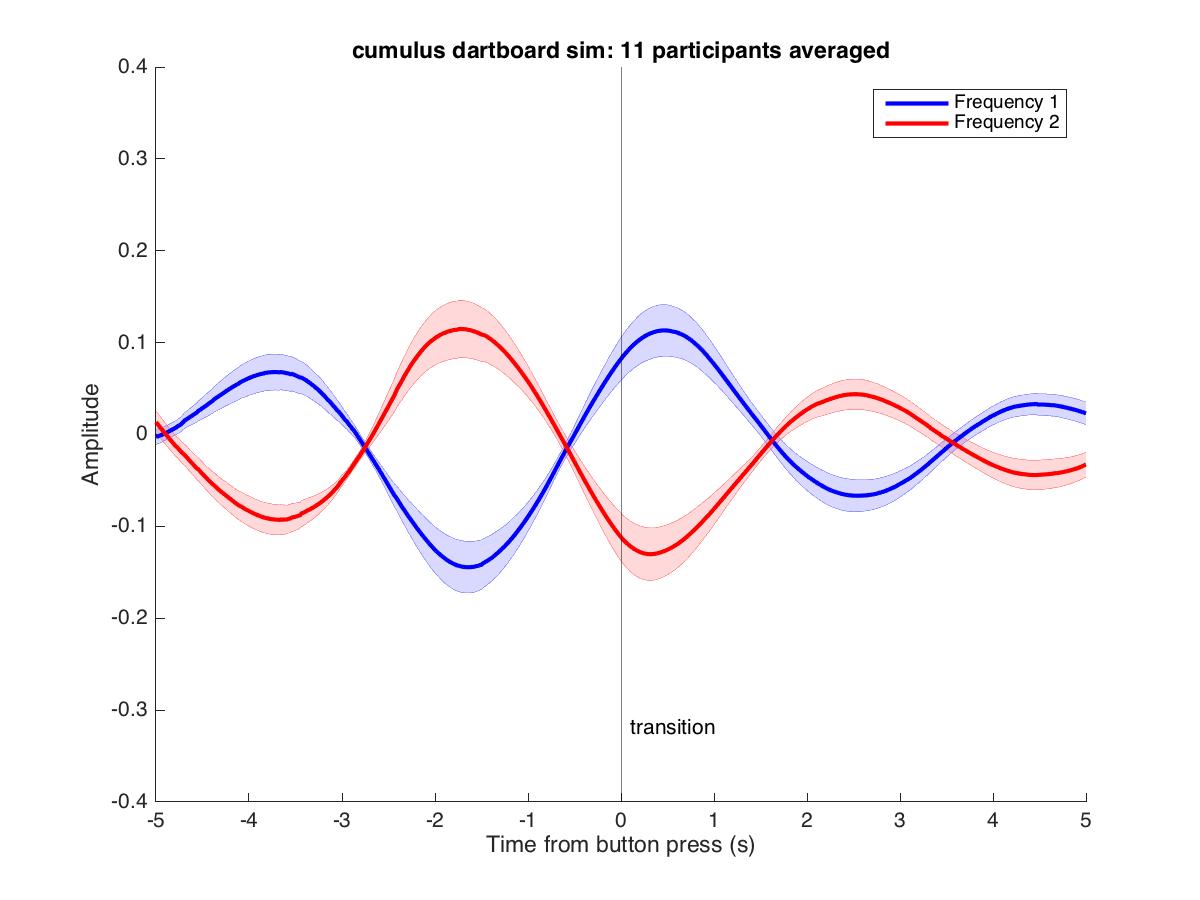 cumulus dartboard sim: 11 participants averaged
Frequency 1
Frequency 2
0.4
0.3
0.2
0.1
0
-0.1
-0.2
-0.3
-0.4
Amplitude
transition
-5 -4 -3 -2 -1 0 1 2 3 4 5
Time from button press (s)